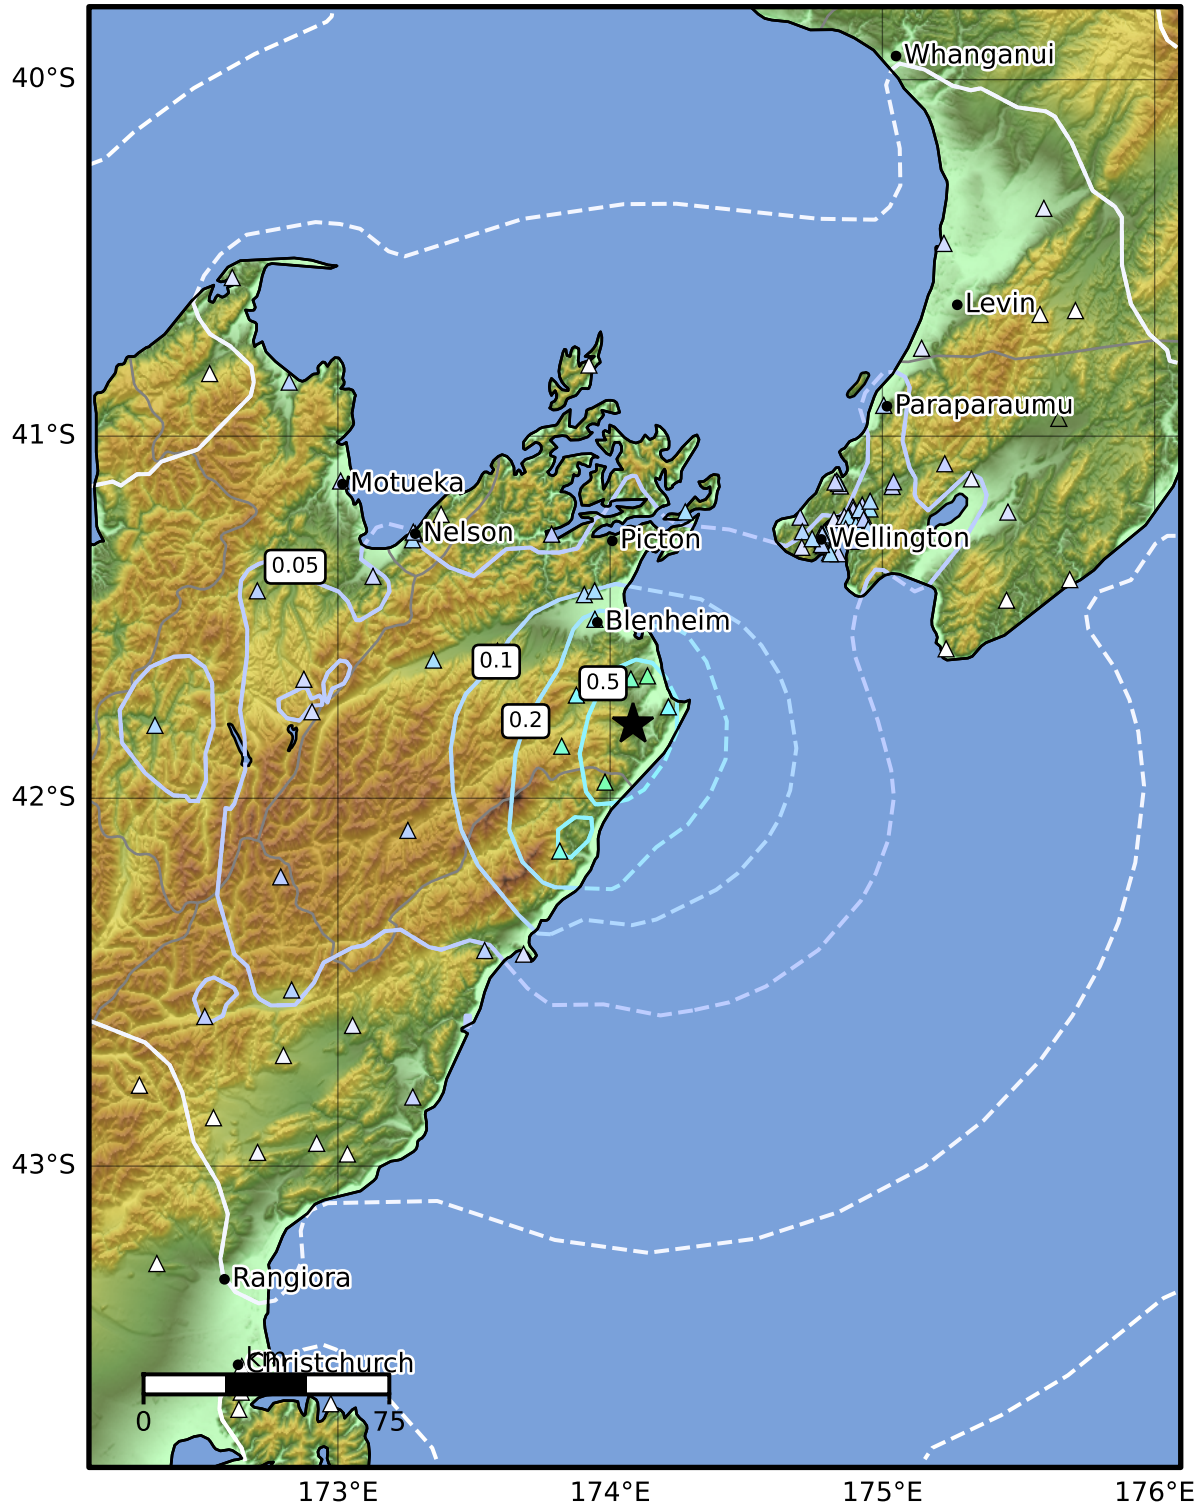 Whanganui
40°S
Levin
Paraparaumu
41°S
Motueka
Nelson
Picton
Wellington
0.05
Blenheim
0.1
0.5
0.2
42°S
43°S
Rangiora
km
Christchurch
0
75
173°E
174°E
175°E
176°E